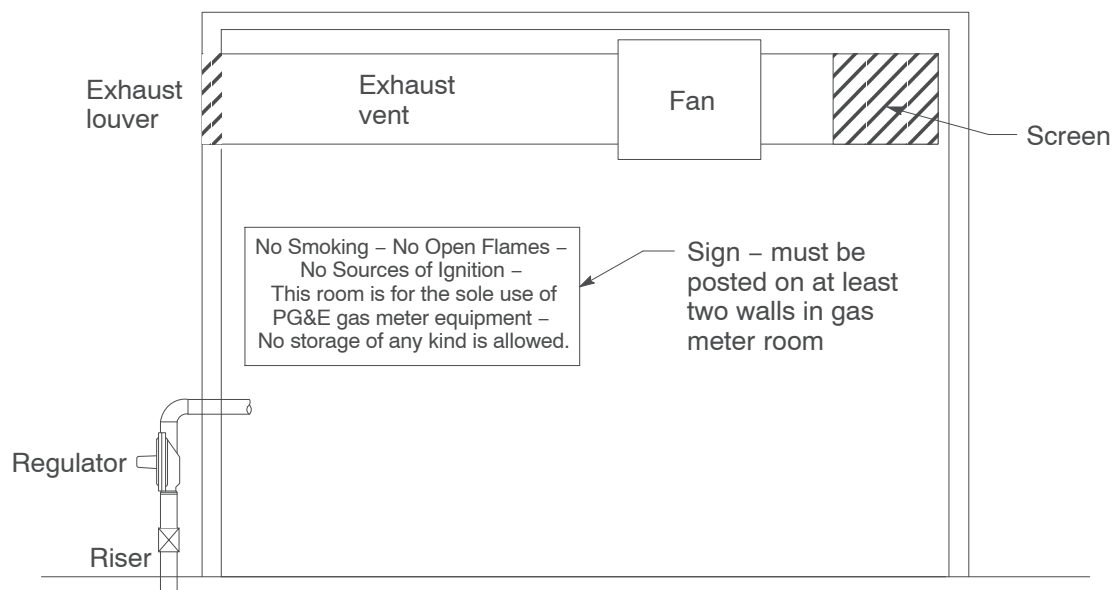 Exhaust
louver
Exhaust
vent
Fan
Screen
No Smoking – No Open Flames –
No Sources of Ignition –
This room is for the sole use of
PG&E gas meter equipment –
No storage of any kind is allowed.
Sign – must be
posted on at least
two walls in gas
meter room
Regulator
Riser